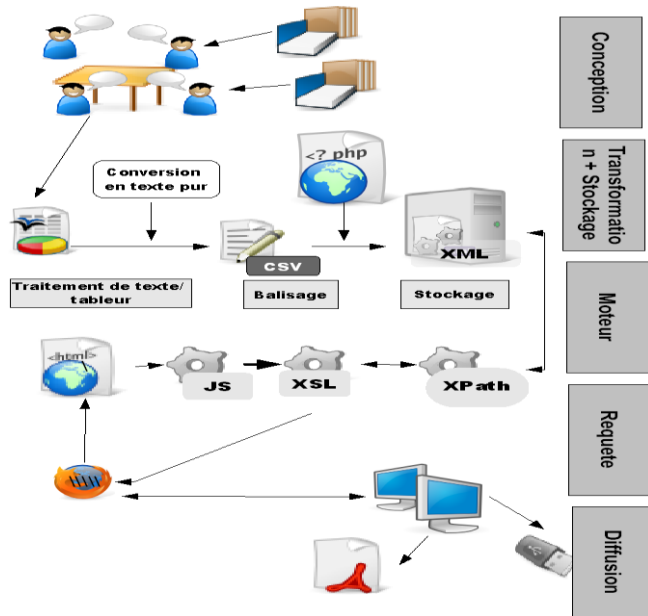 Conception
<? php
Conversion
en texte pur
Transformatio
n + Stockage
CSV
XML
Traitement de texte/
tableur
Balisage
Stockage
Moteur
<html>
JS
XSL
XPath
Requete
Diffusion